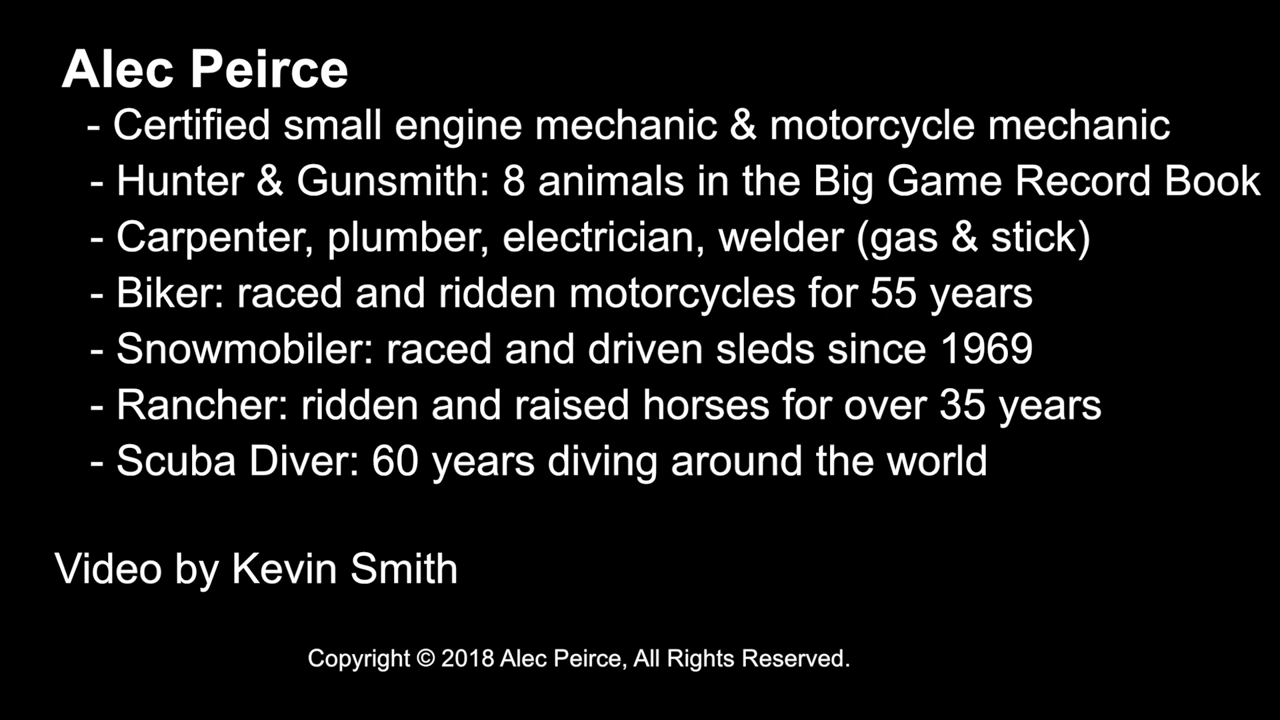 Alec Peirce
- Certified small engine mechanic & motorcycle mechanic
- Hunter & Gunsmith: 8 animals in the Big Game Record Book
- Carpenter, plumber, electrician, welder (gas & stick)
- Biker: raced and ridden motorcycles for 55 years
- Snowmobiler: raced and driven sleds since 1969
- Rancher: ridden and raised horses for over 35 years
- Scuba Diver: 60 years diving around the world
Video by Kevin Smith
Copyright © 2018 Alec Peirce, All Rights Reserved.